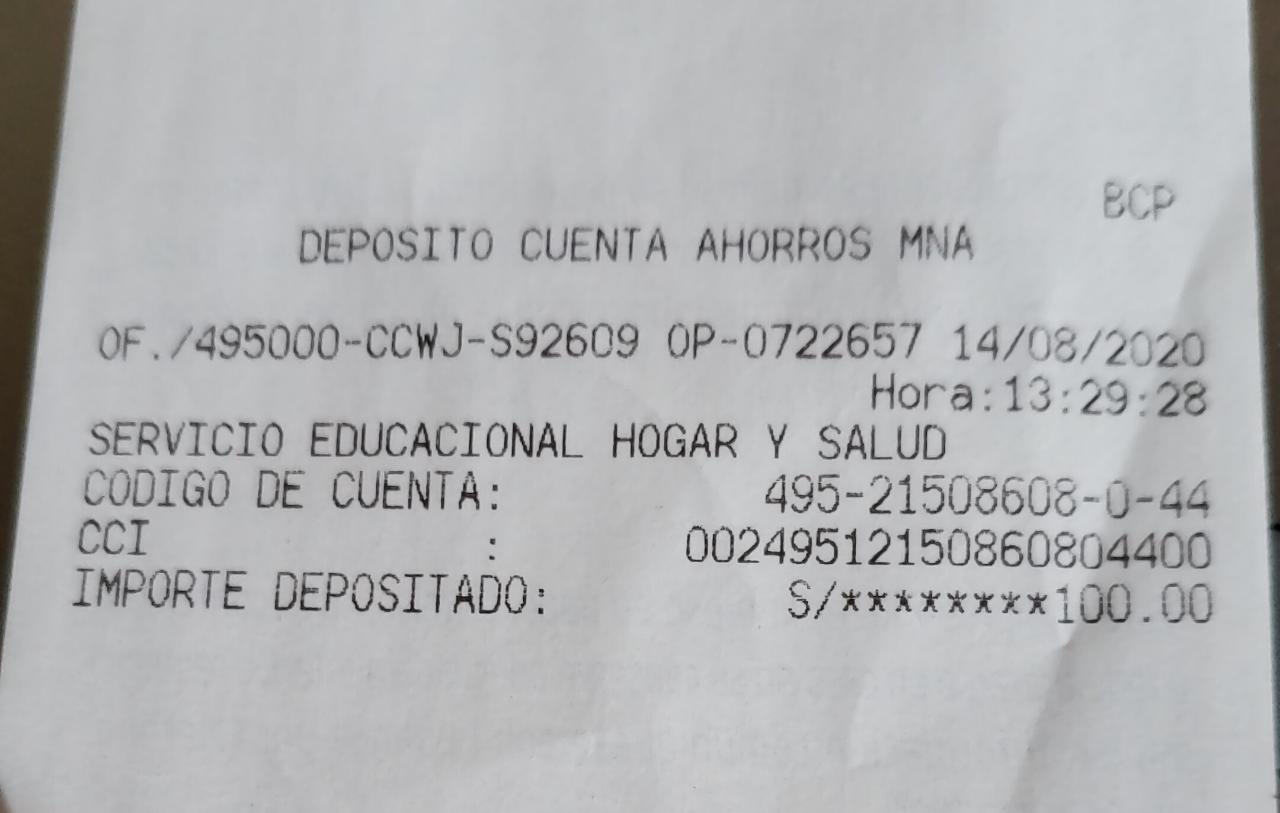 BCP
DEPOSITO CUENTA AHORROS MNA
OF./495000-CCWJ-S92609 OP-0722657 14/08/2020
Hora:13:29:28
SERVICIO EDUCACIONAL HOGAR Y SALUD
CODIGO DE CUENTA: 495-21508608-0-44
CCI : 00249512150860804400
IMPORTE DEPOSITADO: S/********100.00